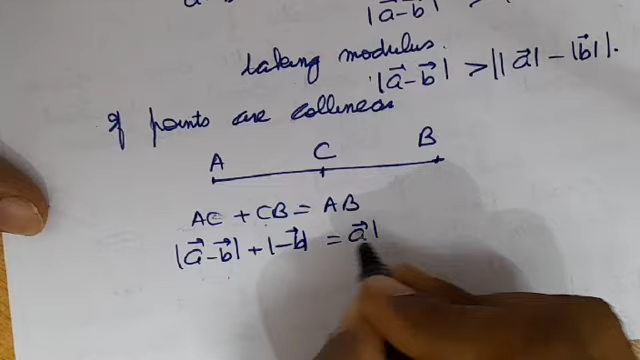 |a⃗-b⃗| >
taking modulus.
|a⃗-b⃗| > ||a⃗| - |b⃗||.
If points are collinear
A C B
AC + CB = AB
|a⃗-b⃗| + |-b⃗| = a⃗|